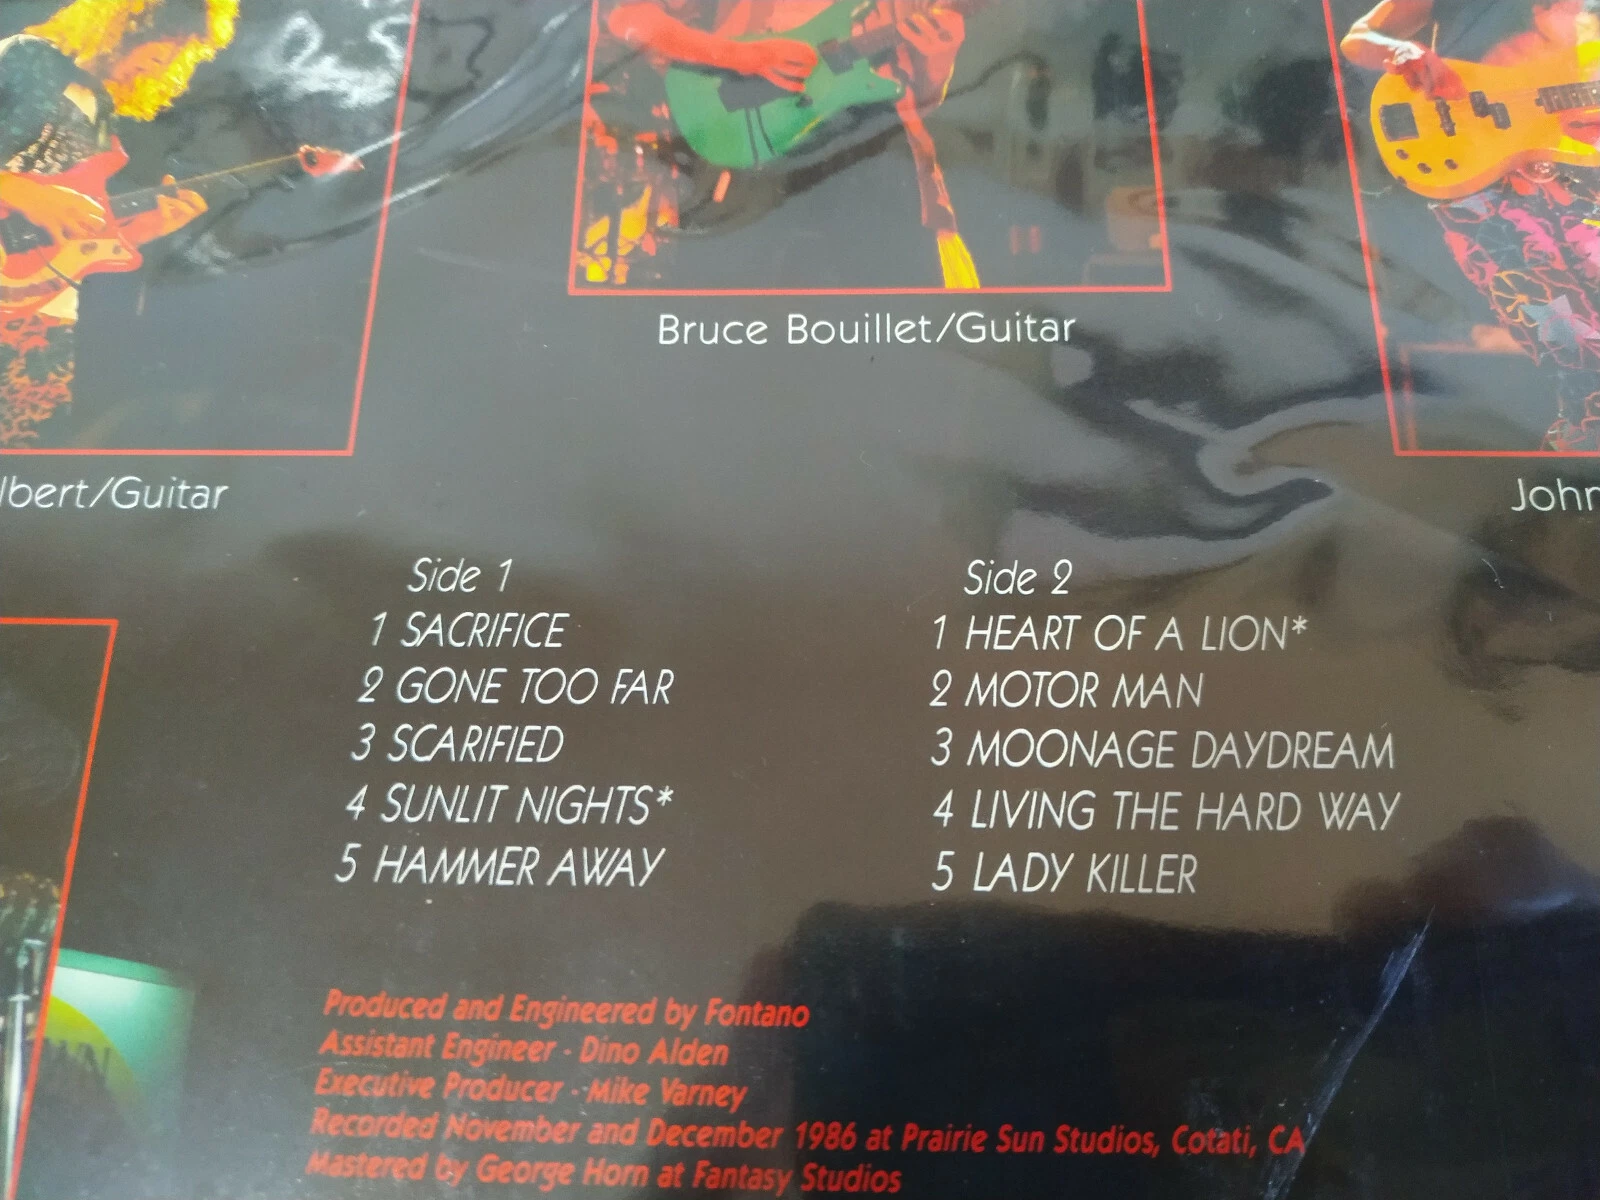 Bruce Bouillet/Guitar
lbert/Guitar
John
Side 1
1 SACRIFICE
2 GONE TOO FAR
3 SCARIFIED
4 SUNLIT NIGHTS*
5 HAMMER AWAY
Side 2
1 HEART OF A LION*
2 MOTOR MAN
3 MOONAGE DAYDREAM
4 LIVING THE HARD WAY
5 LADY KILLER
Produced and Engineered by Fontano
Assistant Engineer - Dino Alden
Executive Producer - Mike Varney
Recorded November and December 1986 at Prairie Sun Studios, Cotati, CA
Mastered by George Horn at Fantasy Studios